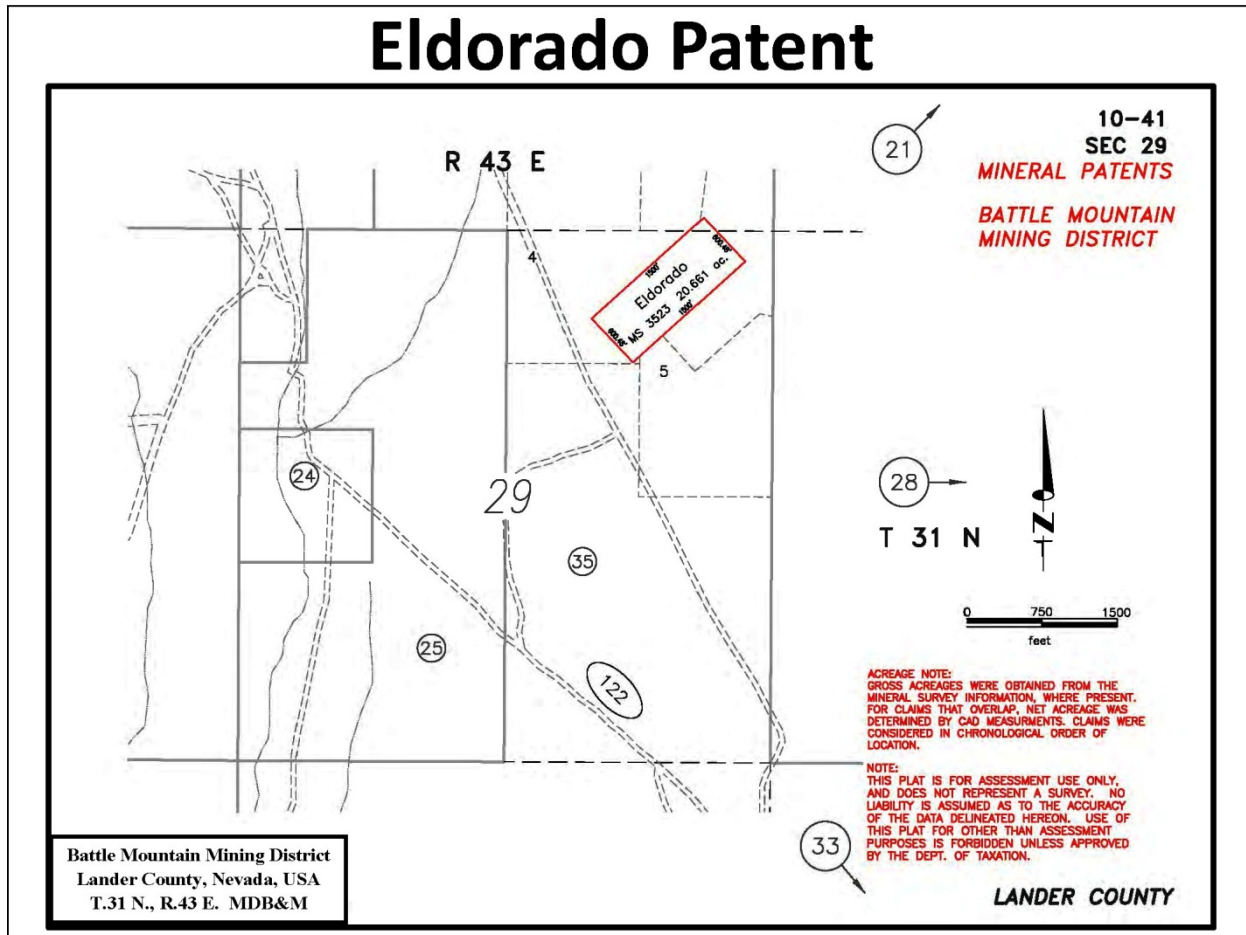 Eldorado Patent
21
10-41
SEC 29
MINERAL PATENTS
BATTLE MOUNTAIN
MINING DISTRICT
R 43 E
4
1500'
600.48'
Eldorado
MS 3523 20.661 ac.
1500'
600.48'
5
24
29
28
T 31 N
N
35
25
122
0 750 1500
feet
ACREAGE NOTE:
GROSS ACREAGES WERE OBTAINED FROM THE
MINERAL SURVEY INFORMATION, WHERE PRESENT.
FOR CLAIMS THAT OVERLAP, NET ACREAGE WAS
DETERMINED BY CAD MEASURMENTS. CLAIMS WERE
CONSIDERED IN CHRONOLOGICAL ORDER OF
LOCATION.
NOTE:
THIS PLAT IS FOR ASSESSMENT USE ONLY,
AND DOES NOT REPRESENT A SURVEY. NO
LIABILITY IS ASSUMED AS TO THE ACCURACY
OF THE DATA DELINEATED HEREON. USE OF
THIS PLAT FOR OTHER THAN ASSESSMENT
PURPOSES IS FORBIDDEN UNLESS APPROVED
BY THE DEPT. OF TAXATION.
33
LANDER COUNTY
Battle Mountain Mining District
Lander County, Nevada, USA
T.31 N., R.43 E. MDB&M